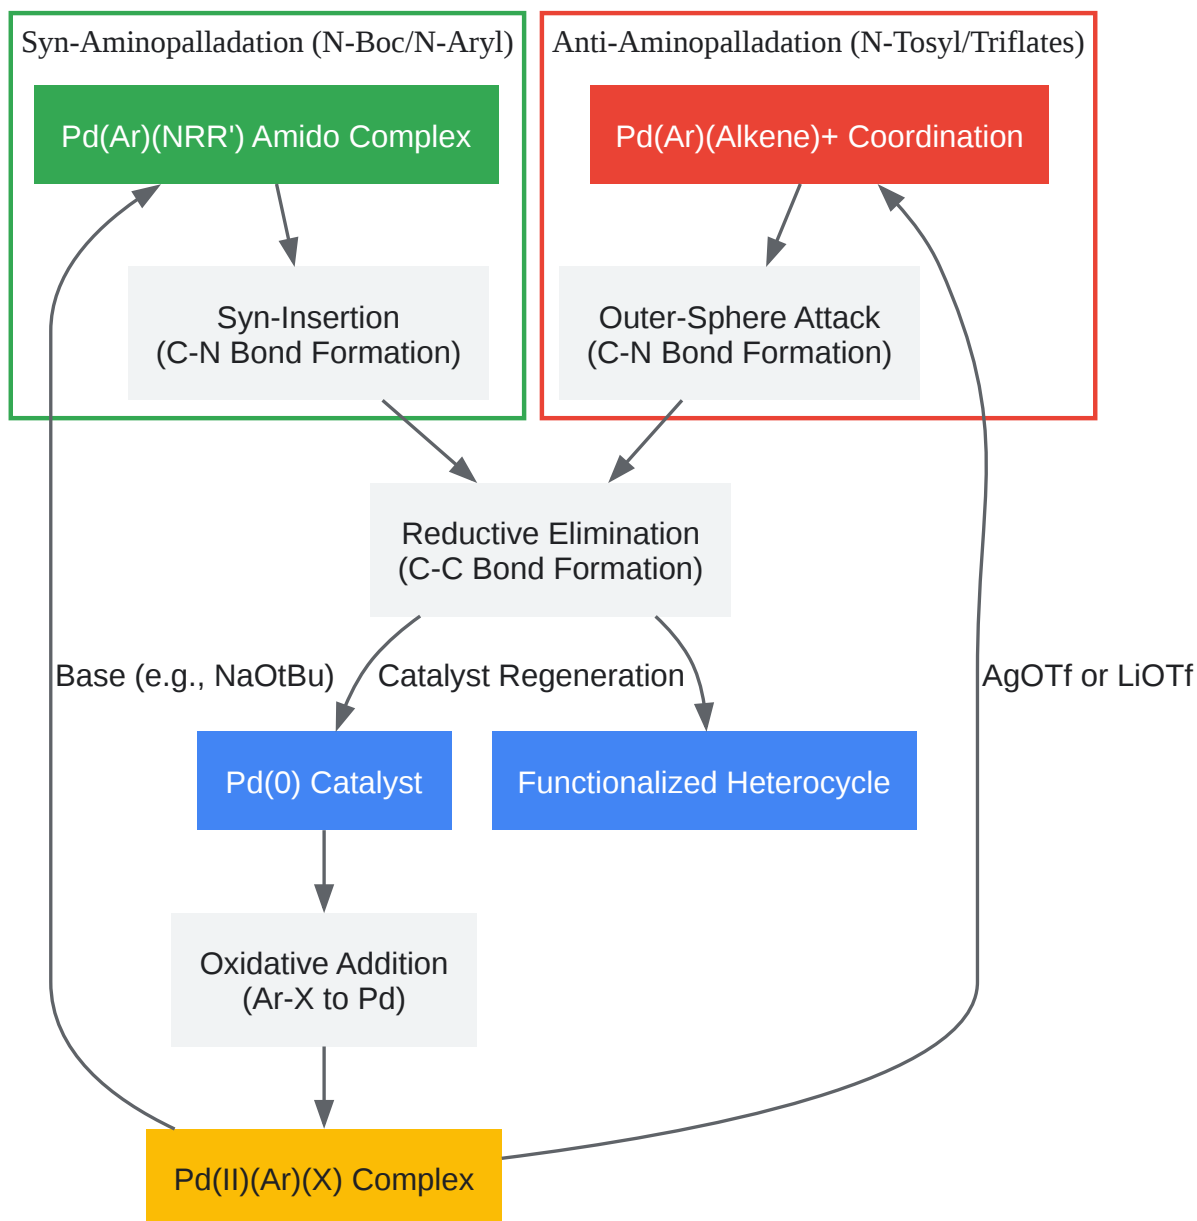 Syn-Aminopalladation (N-Boc/N-Aryl)
Anti-Aminopalladation (N-Tosyl/Triflates)
Pd(Ar)(NRR') Amido Complex
Pd(Ar)(Alkene)+ Coordination
Syn-Insertion
(C-N Bond Formation)
Outer-Sphere Attack
(C-N Bond Formation)
Reductive Elimination
(C-C Bond Formation)
Base (e.g., NaOtBu)
Catalyst Regeneration
AgOTf or LiOTf
Pd(0) Catalyst
Functionalized Heterocycle
Oxidative Addition
(Ar-X to Pd)
Pd(II)(Ar)(X) Complex